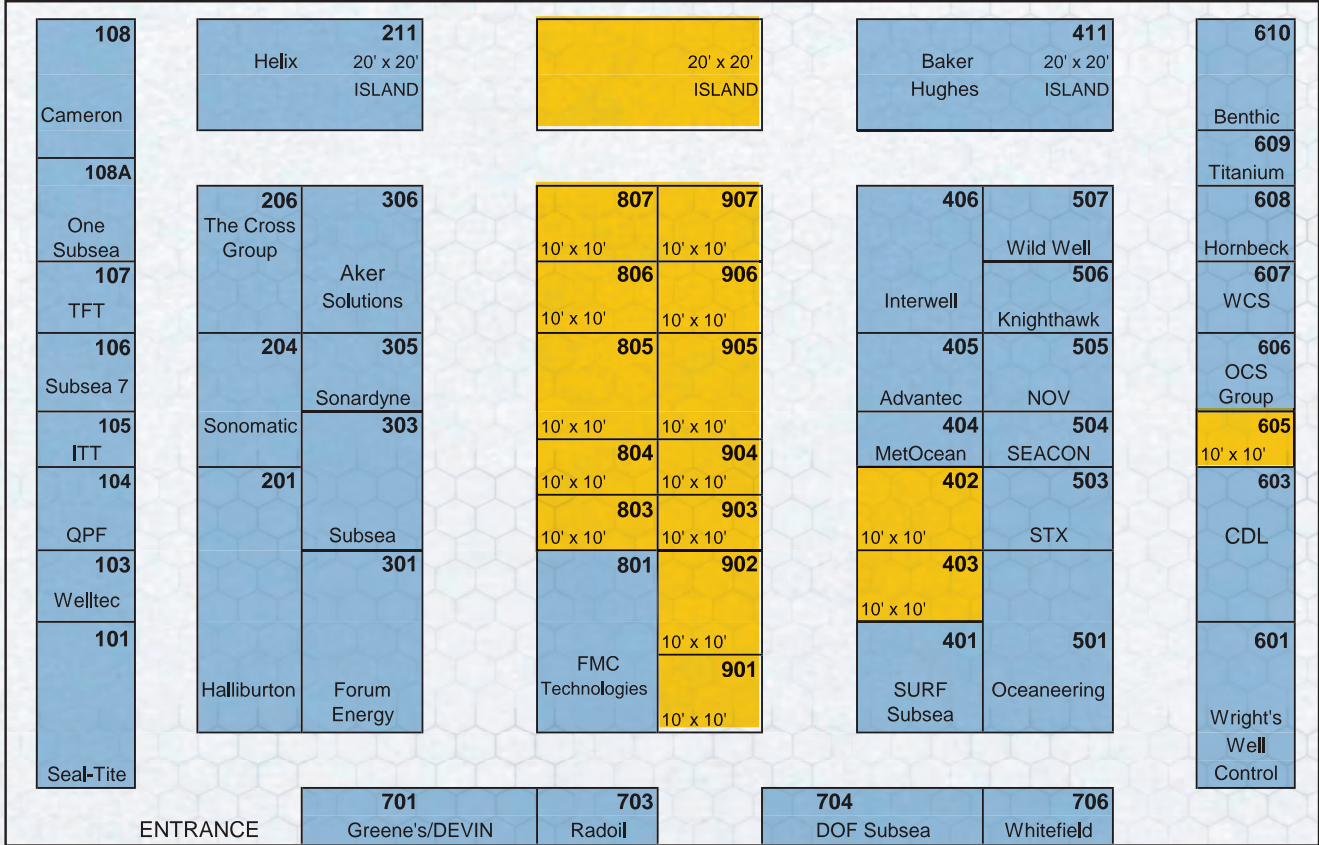 108
Cameron
108A
One
Subsea
107
TFT
106
Subsea 7
105
ITT
104
QPF
103
Welltec
101
Seal-Tite
211
Helix 20' x 20'
ISLAND
206
The Cross
Group
306
Aker
Solutions
204
Sonomatic
305
Sonardyne
303
Subsea
201
Halliburton
301
Forum
Energy
20' x 20'
ISLAND
807
10' x 10'
907
10' x 10'
806
10' x 10'
906
10' x 10'
805
10' x 10'
905
10' x 10'
804
10' x 10'
904
10' x 10'
803
10' x 10'
903
10' x 10'
801
FMC
Technologies
902
10' x 10'
901
10' x 10'
411
Baker 20' x 20'
Hughes ISLAND
406
Interwell
507
Wild Well
506
Knighthawk
405
Advantec
505
NOV
404
MetOcean
504
SEACON
402
10' x 10'
503
STX
403
10' x 10'
401
SURF
Subsea
501
Oceaneering
610
Benthic
609
Titanium
608
Hornbeck
607
WCS
606
OCS
Group
605
10' x 10'
603
CDL
601
Wright's
Well
Control
ENTRANCE
701
Greene's/DEVIN
703
Radoil
704
DOF Subsea
706
Whitefield